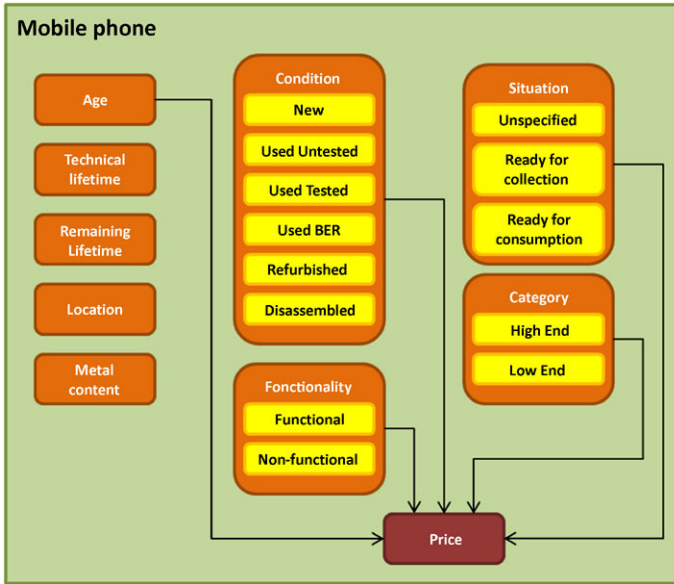 Mobile phone
Age
Technical
lifetime
Remaining
Lifetime
Location
Metal
content
Condition
New
Used Untested
Used Tested
Used BER
Refurbished
Disassembled
Fonctionality
Functional
Non-functional
Situation
Unspecified
Ready for
collection
Ready for
consumption
Category
High End
Low End
Price